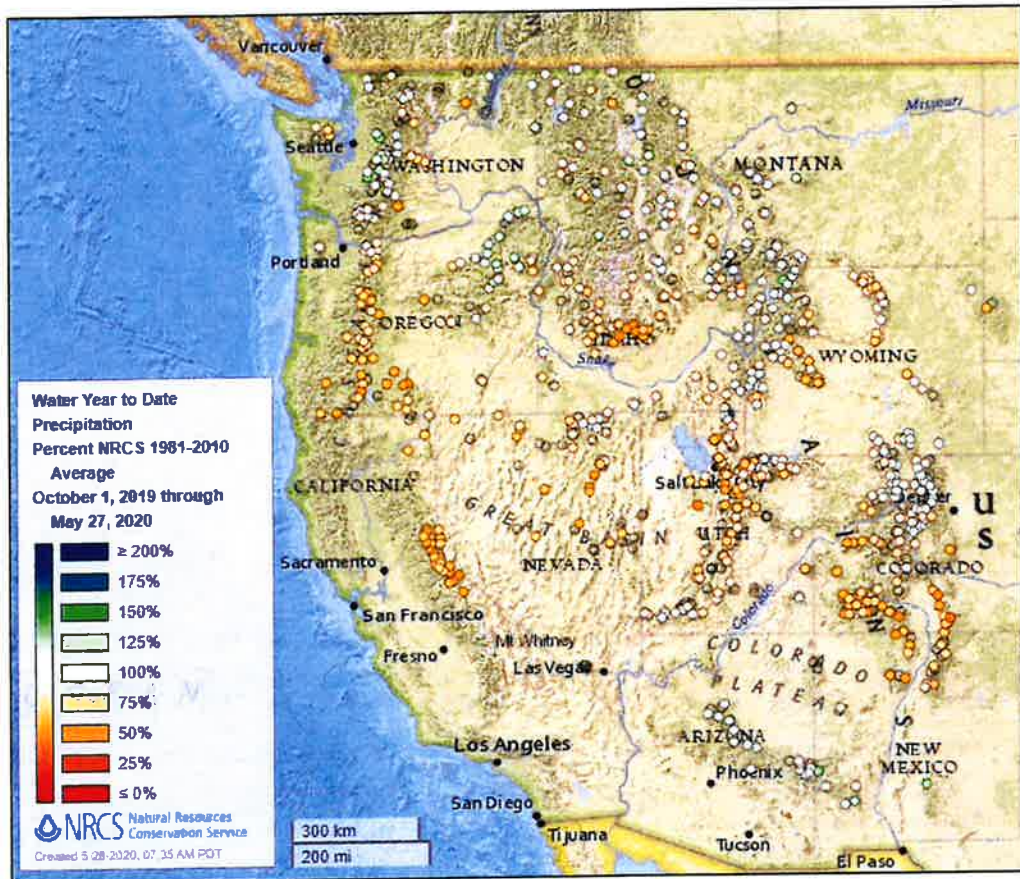 Vancouver
Seattle
WASHINGTON
MONTANA
Missouri
Portland
OREGON
WYOMING
Water Year to Date
Precipitation
Percent NRCS 1981-2010
Average
October 1, 2019 through
May 27, 2020
≥ 200%
175%
150%
125%
100%
75%
50%
25%
≤ 0%
NRCS Natural Resources
Conservation Service
Created 5-28-2020, 07:35 AM PDT
CALIFORNIA
Salt Lake City
GREAT
BASIN
UTAH
NEVADA
Denver
US
COLORADO
Sacramento
San Francisco
Colorado
Mt Whitney
Fresno
Las Vegas
COLORADO
PLATEAU
Los Angeles
ARIZONA
Phoenix
NEW
MEXICO
San Diego
Tijuana
Tucson
El Paso
300 km
200 mi